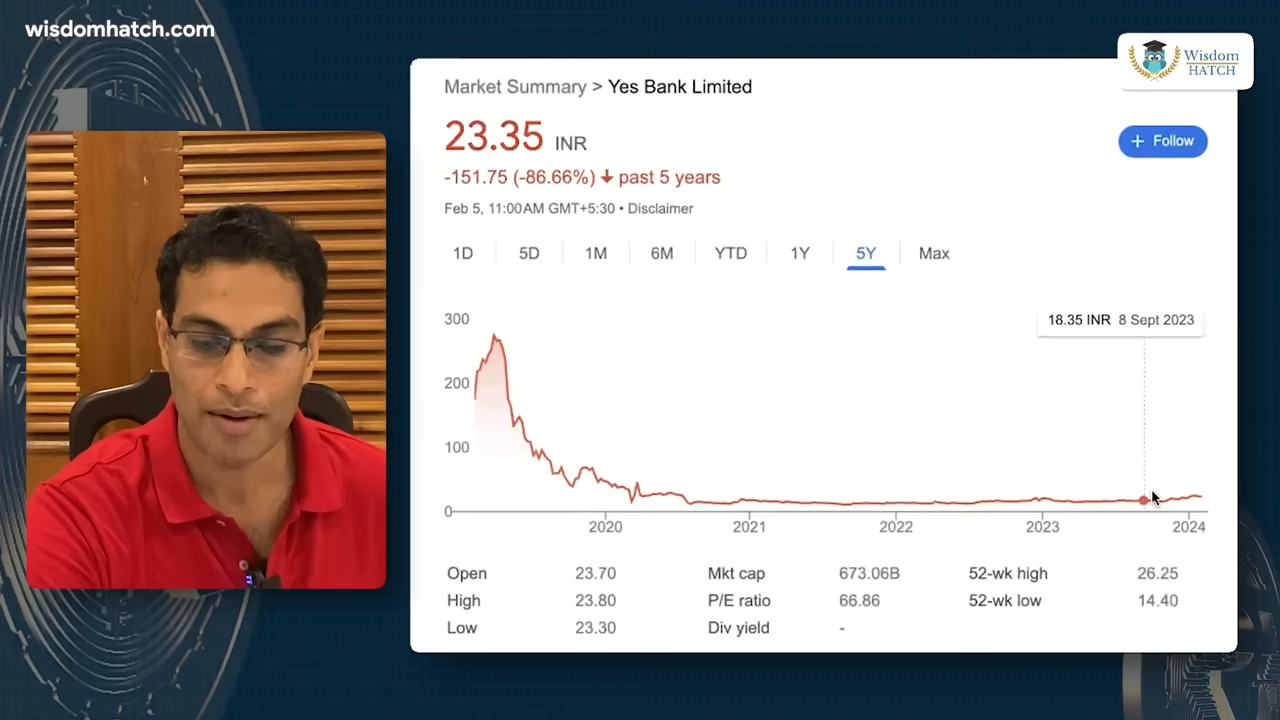 wisdomhatch.com
Wisdom
HATCH
Market Summary > Yes Bank Limited
23.35 INR
+ Follow
-151.75 (-86.66%) ↓ past 5 years
Feb 5, 11:00 AM GMT+5:30 • Disclaimer
1D 5D 1M 6M YTD 1Y 5Y Max
18.35 INR 8 Sept 2023
300
200
100
0
2020 2021 2022 2023 2024
Open 23.70 Mkt cap 673.06B 52-wk high 26.25
High 23.80 P/E ratio 66.86 52-wk low 14.40
Low 23.30 Div yield -